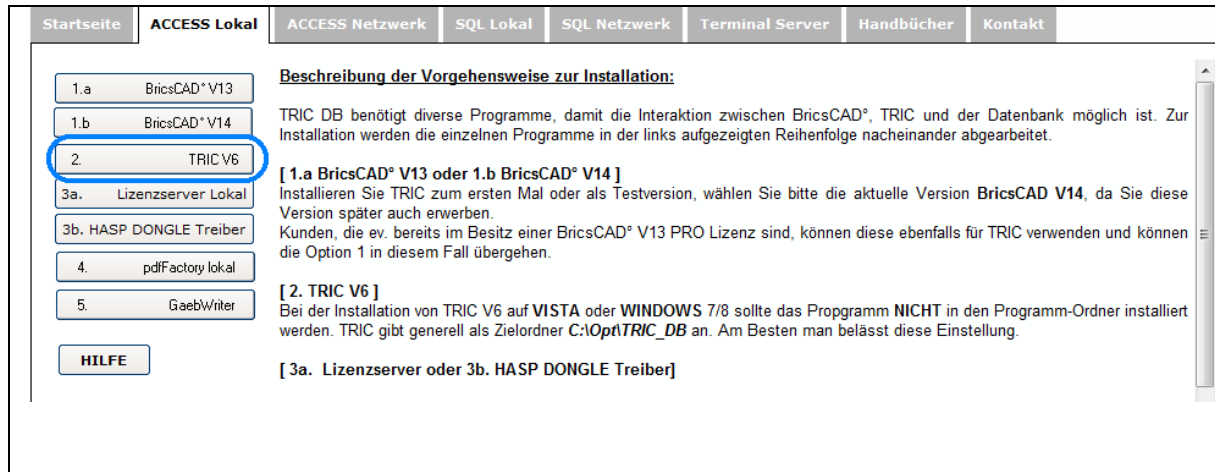 Startseite ACCESS Lokal ACCESS Netzwerk SQL Lokal SQL Netzwerk Terminal Server Handbücher Kontakt
1.a BricsCAD° V13
1.b BricsCAD° V14
2. TRIC V6
3a. Lizenzserver Lokal
3b. HASP DONGLE Treiber
4. pdfFactory lokal
5. GaebWriter
HILFE
Beschreibung der Vorgehensweise zur Installation:
TRIC DB benötigt diverse Programme, damit die Interaktion zwischen BricsCAD°, TRIC und der Datenbank möglich ist. Zur
Installation werden die einzelnen Programme in der links aufgezeigten Reihenfolge nacheinander abgearbeitet.
[ 1.a BricsCAD° V13 oder 1.b BricsCAD° V14 ]
Installieren Sie TRIC zum ersten Mal oder als Testversion, wählen Sie bitte die aktuelle Version BricsCAD V14, da Sie diese
Version später auch erwerben.
Kunden, die ev. bereits im Besitz einer BricsCAD° V13 PRO Lizenz sind, können diese ebenfalls für TRIC verwenden und können
die Option 1 in diesem Fall übergehen.
[ 2. TRIC V6 ]
Bei der Installation von TRIC V6 auf VISTA oder WINDOWS 7/8 sollte das Propgramm NICHT in den Programm-Ordner installiert
werden. TRIC gibt generell als Zielordner C:\Opt\TRIC_DB an. Am Besten man belässt diese Einstellung.
[ 3a. Lizenzserver oder 3b. HASP DONGLE Treiber]